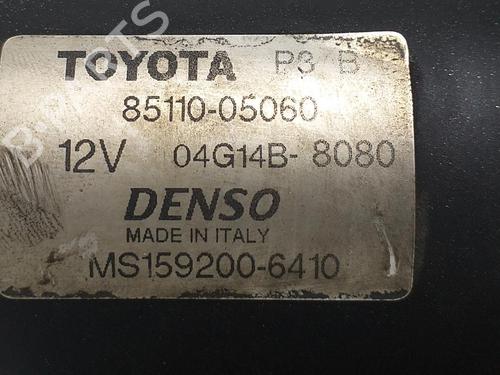 TOYOTA P3 B
85110-05060
12V 04G14B- 8080
DENSO
MADE IN ITALY
MS159200-6410